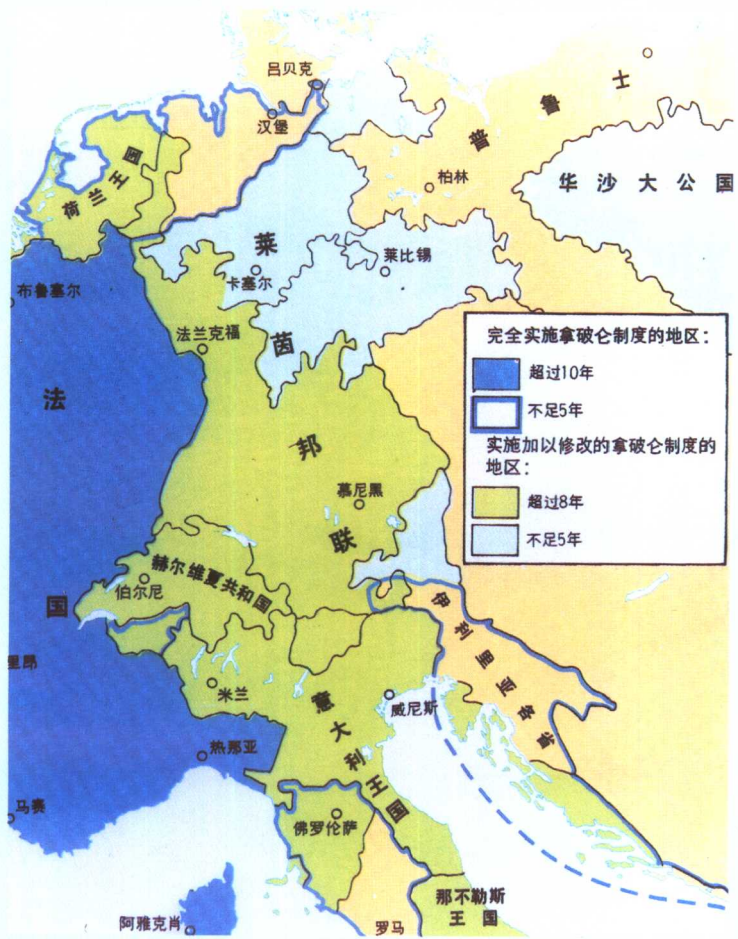 吕贝克
汉堡
普鲁士
柏林
华沙大公国
荷兰王国
莱茵邦联
莱比锡
卡塞尔
布鲁塞尔
法兰克福
法国
完全实施拿破仑制度的地区：
超过10年
不足5年
实施加以修改的拿破仑制度的
地区：
超过8年
不足5年
慕尼黑
赫尔维夏共和国
伯尔尼
伊利里亚各省
里昂
米兰
威尼斯
意大利王国
热那亚
马赛
佛罗伦萨
那不勒斯
王国
阿雅克肖
罗马